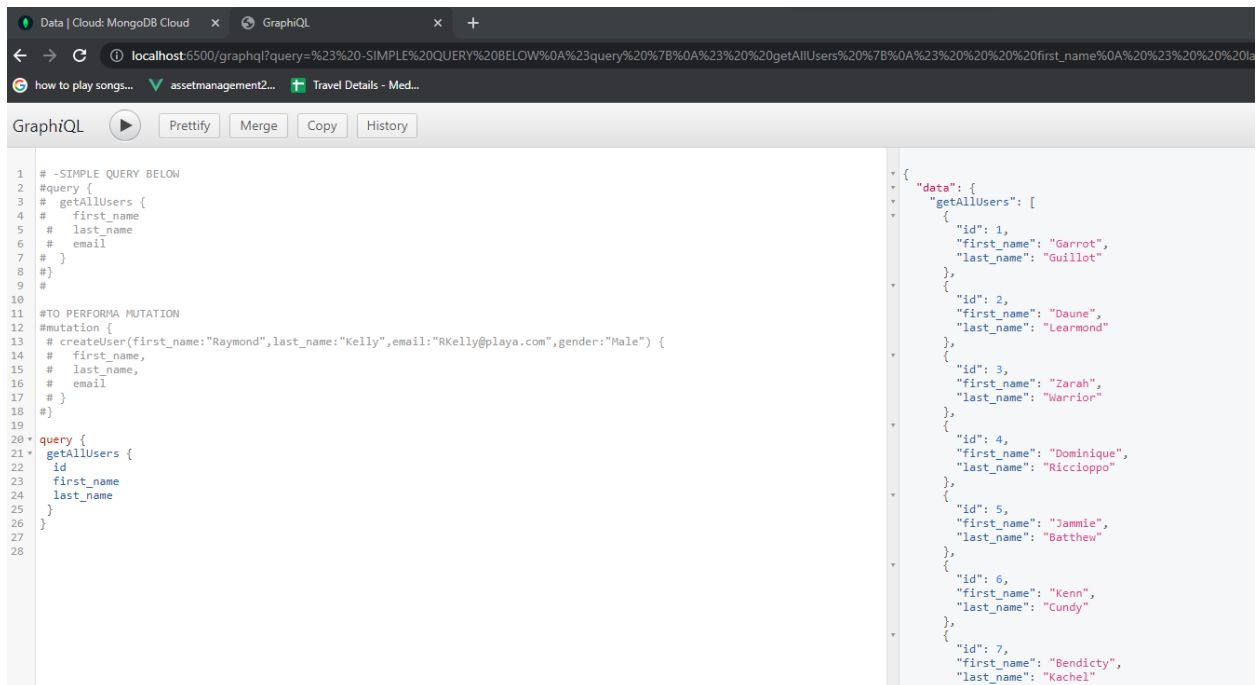 Data | Cloud: MongoDB Cloud
GraphiQL
localhost:6500/graphql?query=%23%20-SIMPLE%20QUERY%20BELOW%0A%23query%20%7B%0A%23%20%20getAllUsers%20%7B%0A%23%20%20%20%20first_name%0A%20%23%20%20%20la
how to play songs...
assetmanagement2...
Travel Details - Med...
GraphiQL
Prettify
Merge
Copy
History
1 # -SIMPLE QUERY BELOW
2 #query {
3 #  getAllUsers {
4 #    first_name
5  #   last_name
6  #   email
7 #  }
8 #}
9 #
10
11 #TO PERFORMA MUTATION
12 #mutation {
13  # createUser(first_name:"Raymond",last_name:"Kelly",email:"RKelly@playa.com",gender:"Male") {
14  #   first_name,
15  #   last_name,
16  #   email
17  # }
18 #}
19
20 query {
21  getAllUsers {
22   id
23   first_name
24   last_name
25  }
26 }
27
28
{
  "data": {
    "getAllUsers": [
      {
        "id": 1,
        "first_name": "Garrot",
        "last_name": "Guillot"
      },
      {
        "id": 2,
        "first_name": "Daune",
        "last_name": "Learmond"
      },
      {
        "id": 3,
        "first_name": "Zarah",
        "last_name": "Warrior"
      },
      {
        "id": 4,
        "first_name": "Dominique",
        "last_name": "Riccioppo"
      },
      {
        "id": 5,
        "first_name": "Jammie",
        "last_name": "Batthew"
      },
      {
        "id": 6,
        "first_name": "Kenn",
        "last_name": "Cundy"
      },
      {
        "id": 7,
        "first_name": "Bendicty",
        "last_name": "Kachel"